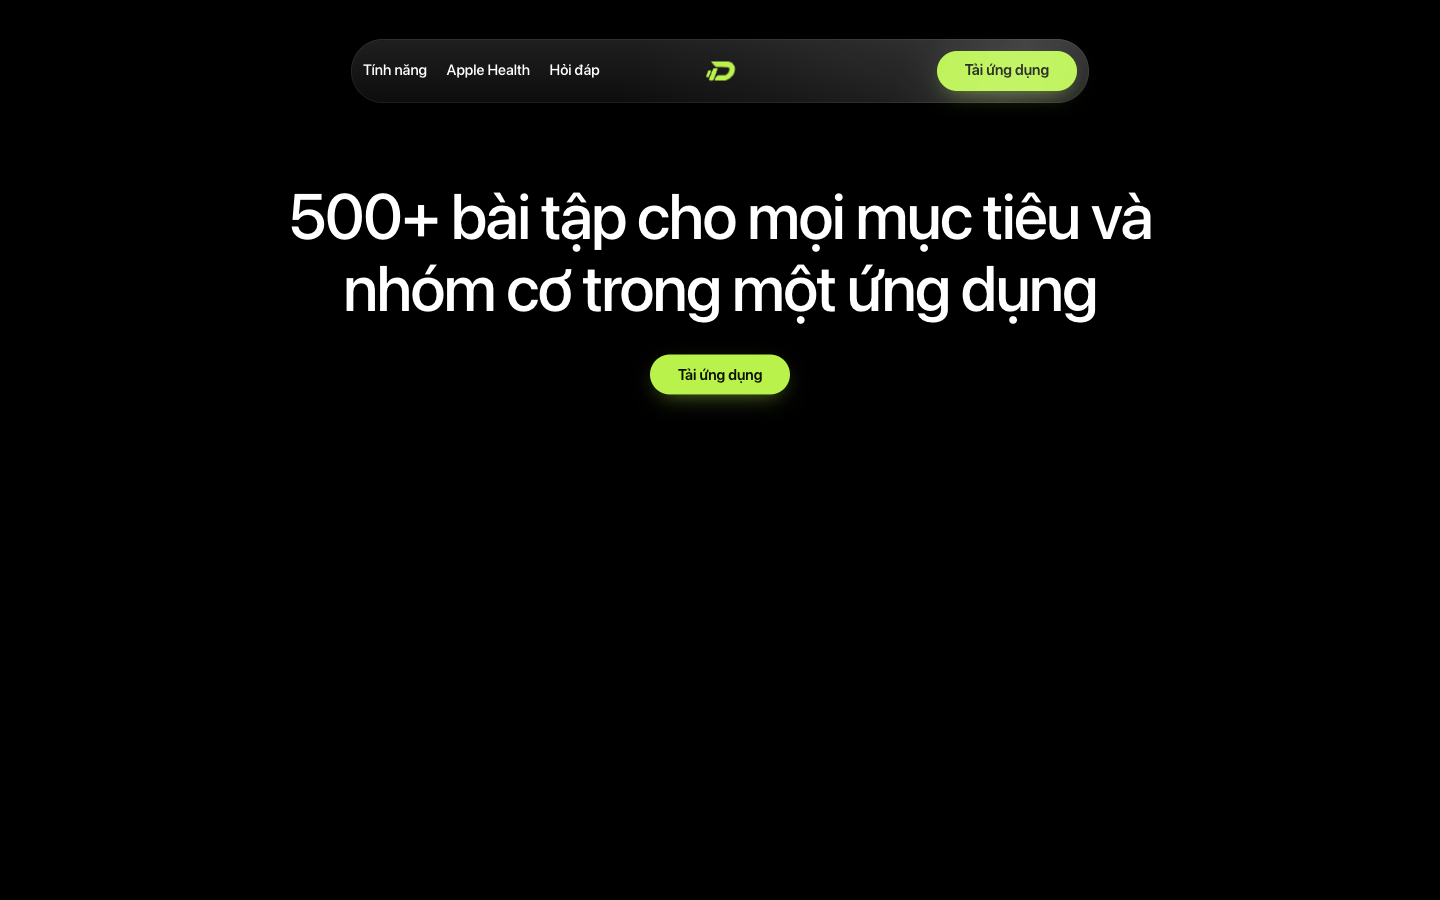 Tính năng
Apple Health
Hỏi đáp
Tải ứng dụng
500+ bài tập cho mọi mục tiêu và
nhóm cơ trong một ứng dụng
Tải ứng dụng